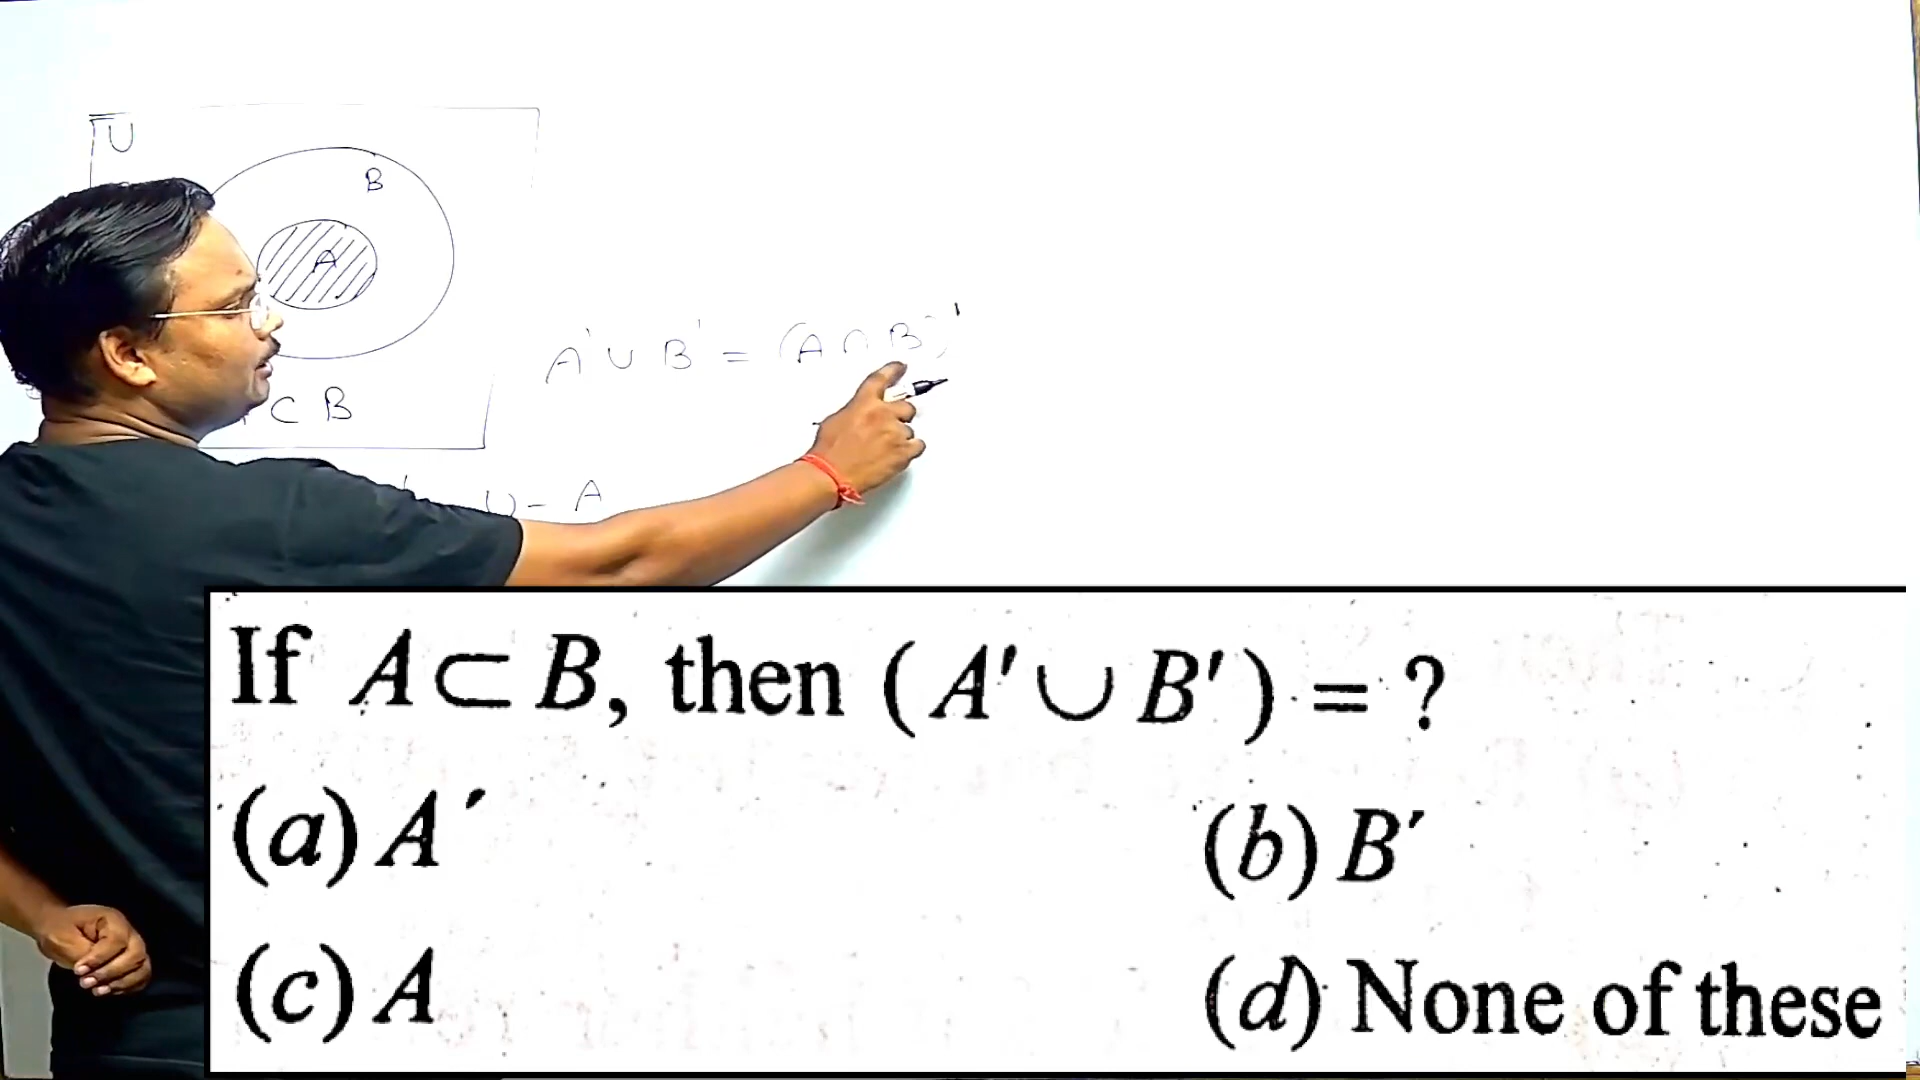 U
B
A
A' ∪ B' = (A ∩ B)'
⊂ B
U - A
If A ⊂ B, then (A' ∪ B') = ?
(a) A′ (b) B′
(c) A (d) None of these